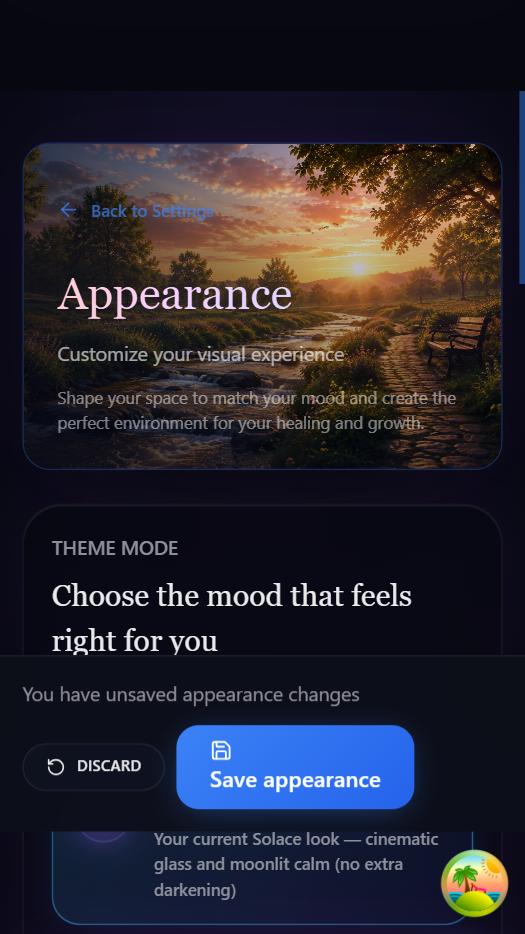 Back to Settings
Appearance
Customize your visual experience
Shape your space to match your mood and create the
perfect environment for your healing and growth.
THEME MODE
Choose the mood that feels
right for you
You have unsaved appearance changes
DISCARD
Save appearance
Your current Solace look — cinematic
glass and moonlit calm (no extra
darkening)